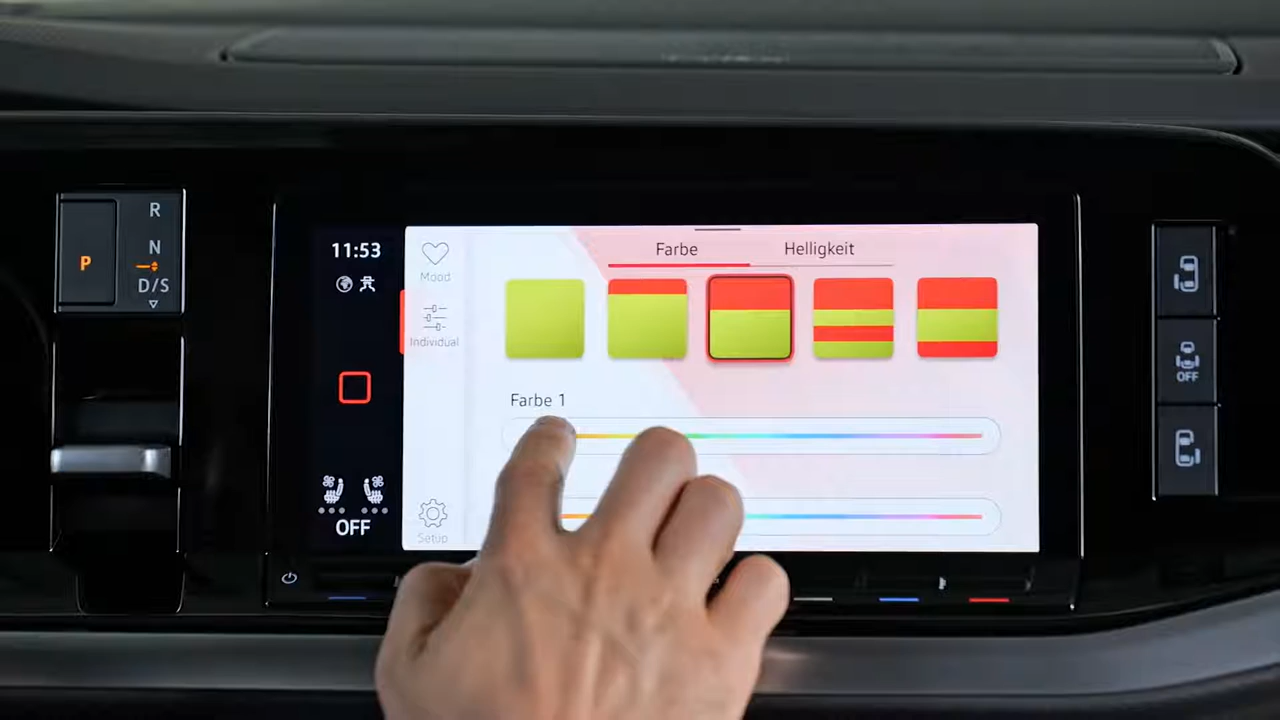 R
N
P
D/S
11:53
Mood
Individual
Setup
OFF
Farbe
Helligkeit
Farbe 1
OFF